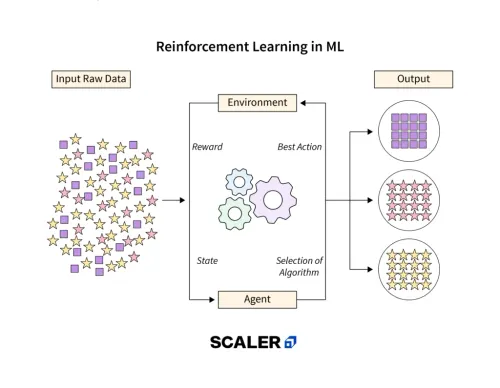 Reinforcement Learning in ML
Input Raw Data
Environment
Output
Reward
Best Action
State
Selection of
Algorithm
Agent
SCALER